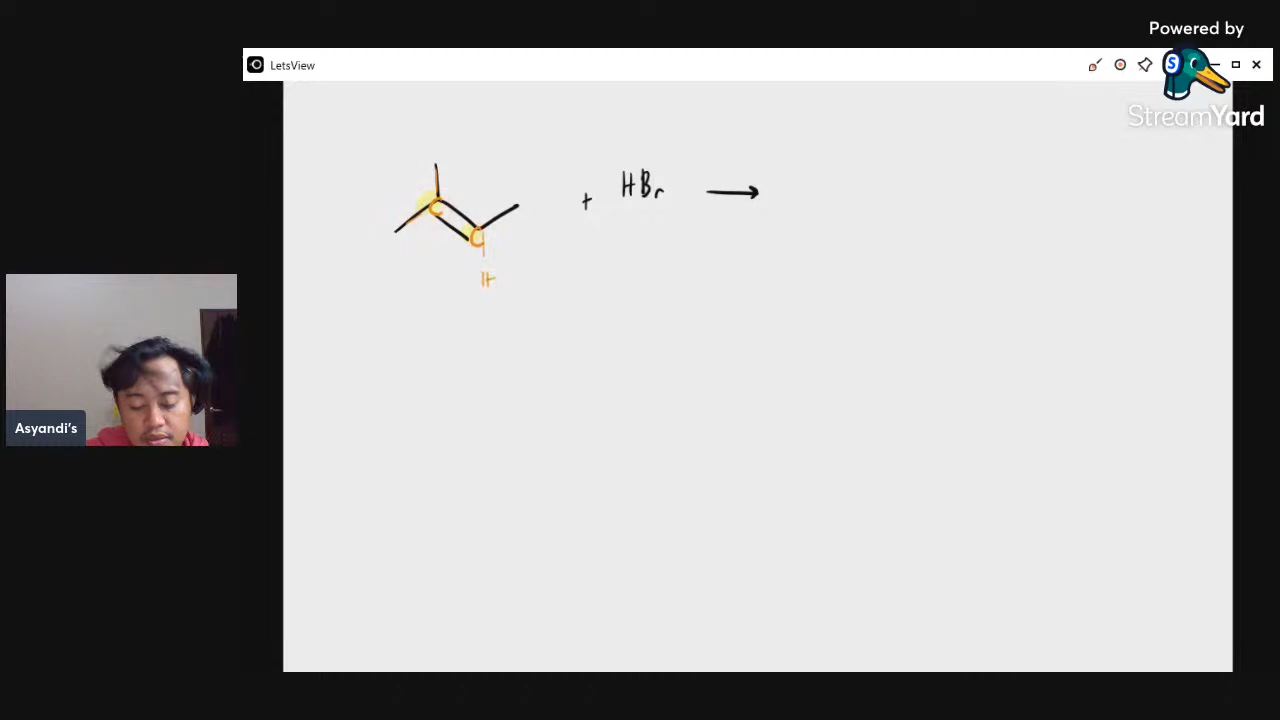 Powered by
StreamYard
LetsView
C
+ HBr →
C
H
Asyandi's